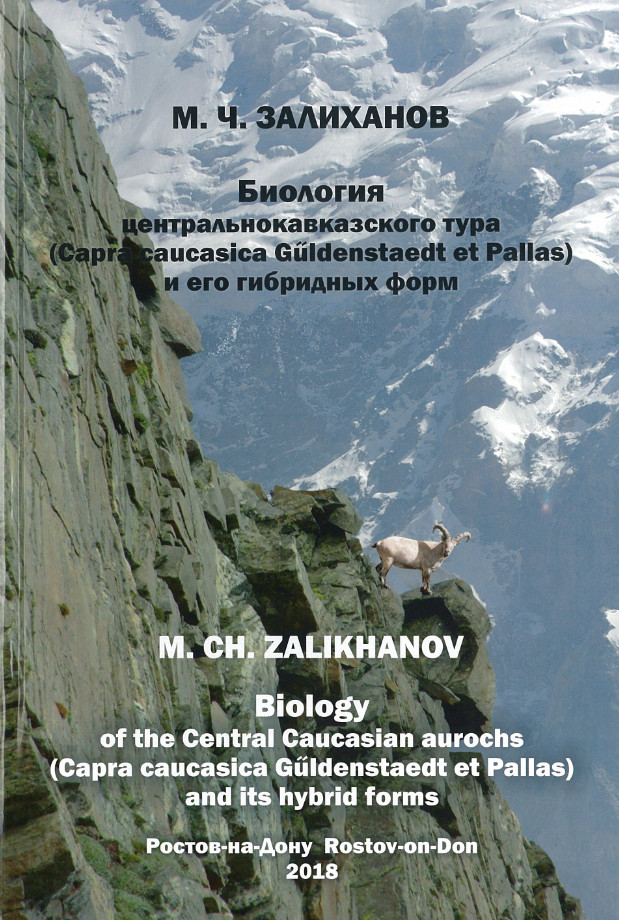 М. Ч. ЗАЛИХАНОВ
Биология
центральнокавказского тура
(Capra caucasica Gűldenstaedt et Pallas)
и его гибридных форм
M. CH. ZALIKHANOV
Biology
of the Central Caucasian aurochs
(Capra caucasica Gűldenstaedt et Pallas)
and its hybrid forms
Ростов-на-Дону Rostov-on-Don
2018